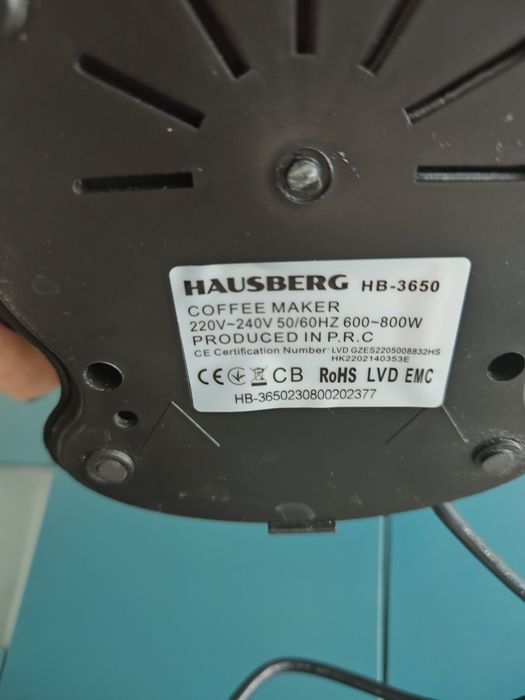 HAUSBERG HB-3650
COFFEE MAKER
220V~240V 50/60HZ 600~800W
PRODUCED IN P.R.C
CE Certification Number: LVD GZES2205008832HS
HK2202140353E
CE CB RoHS LVD EMC
HB-3650230800202377